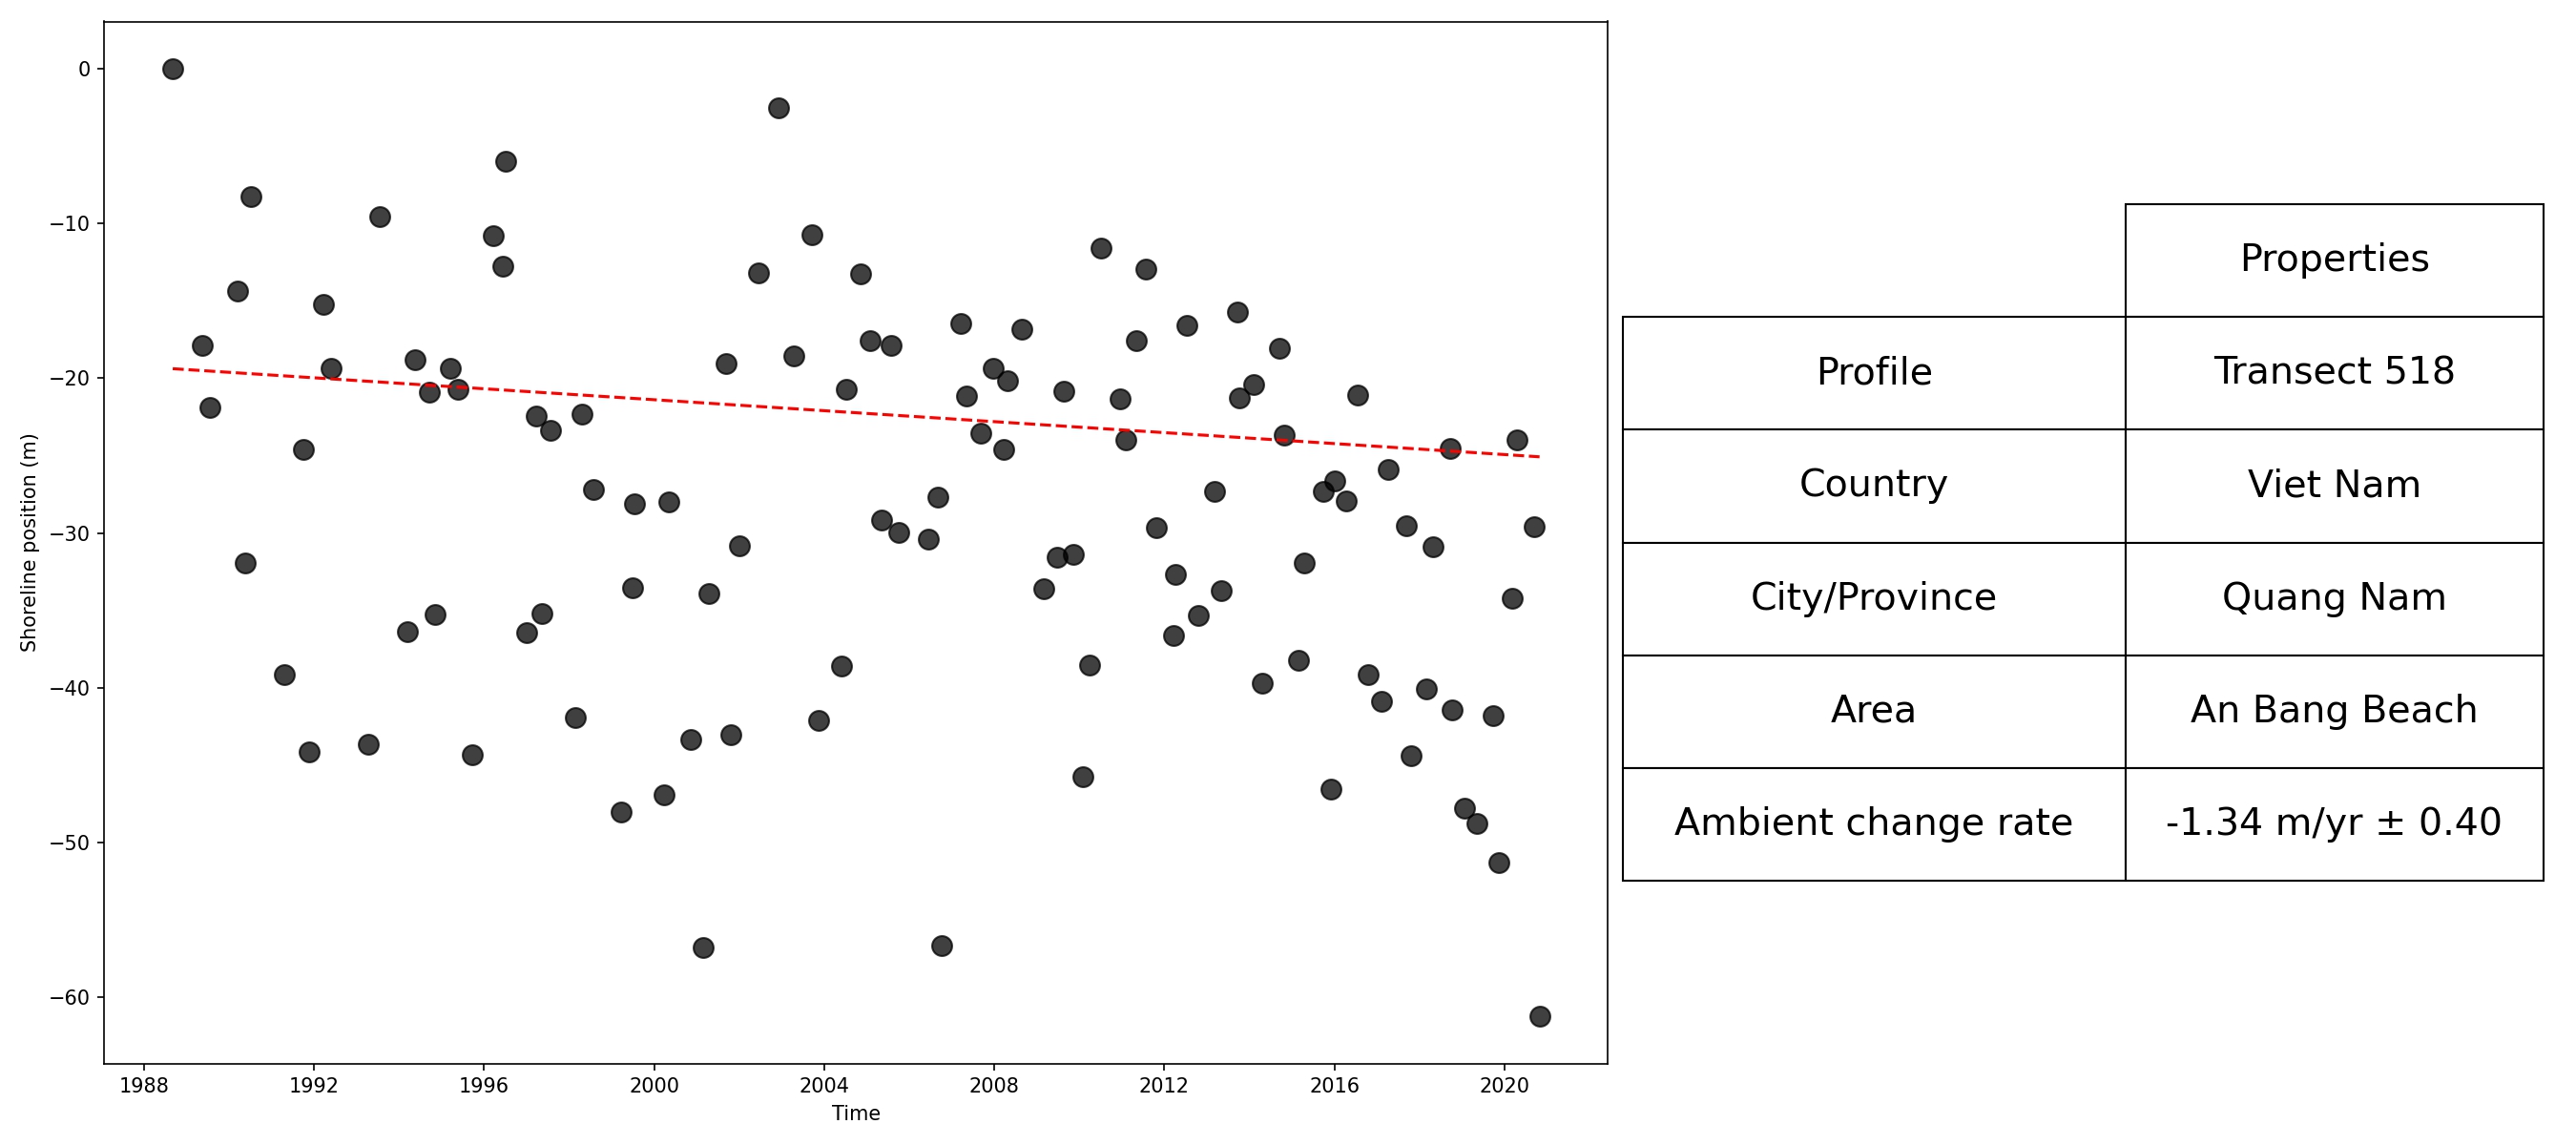 0
−10
−20
−30
−40
−50
−60
Shoreline position (m)
1988 1992 1996 2000 2004 2008 2012 2016 2020
Time
Properties
Profile Transect 518
Country Viet Nam
City/Province Quang Nam
Area An Bang Beach
Ambient change rate -1.34 m/yr ± 0.40